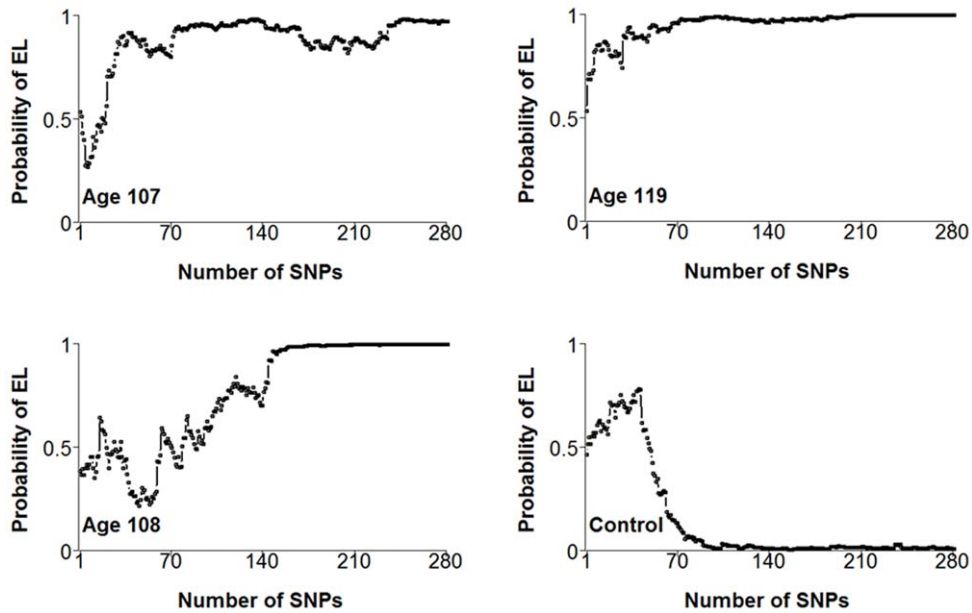 Probability of EL
1
0.5
0
Age 107
1
70
140
210
280
Number of SNPs
Probability of EL
1
0.5
0
Age 119
1
70
140
210
280
Number of SNPs
Probability of EL
1
0.5
0
Age 108
1
70
140
210
280
Number of SNPs
Probability of EL
1
0.5
0
Control
1
70
140
210
280
Number of SNPs